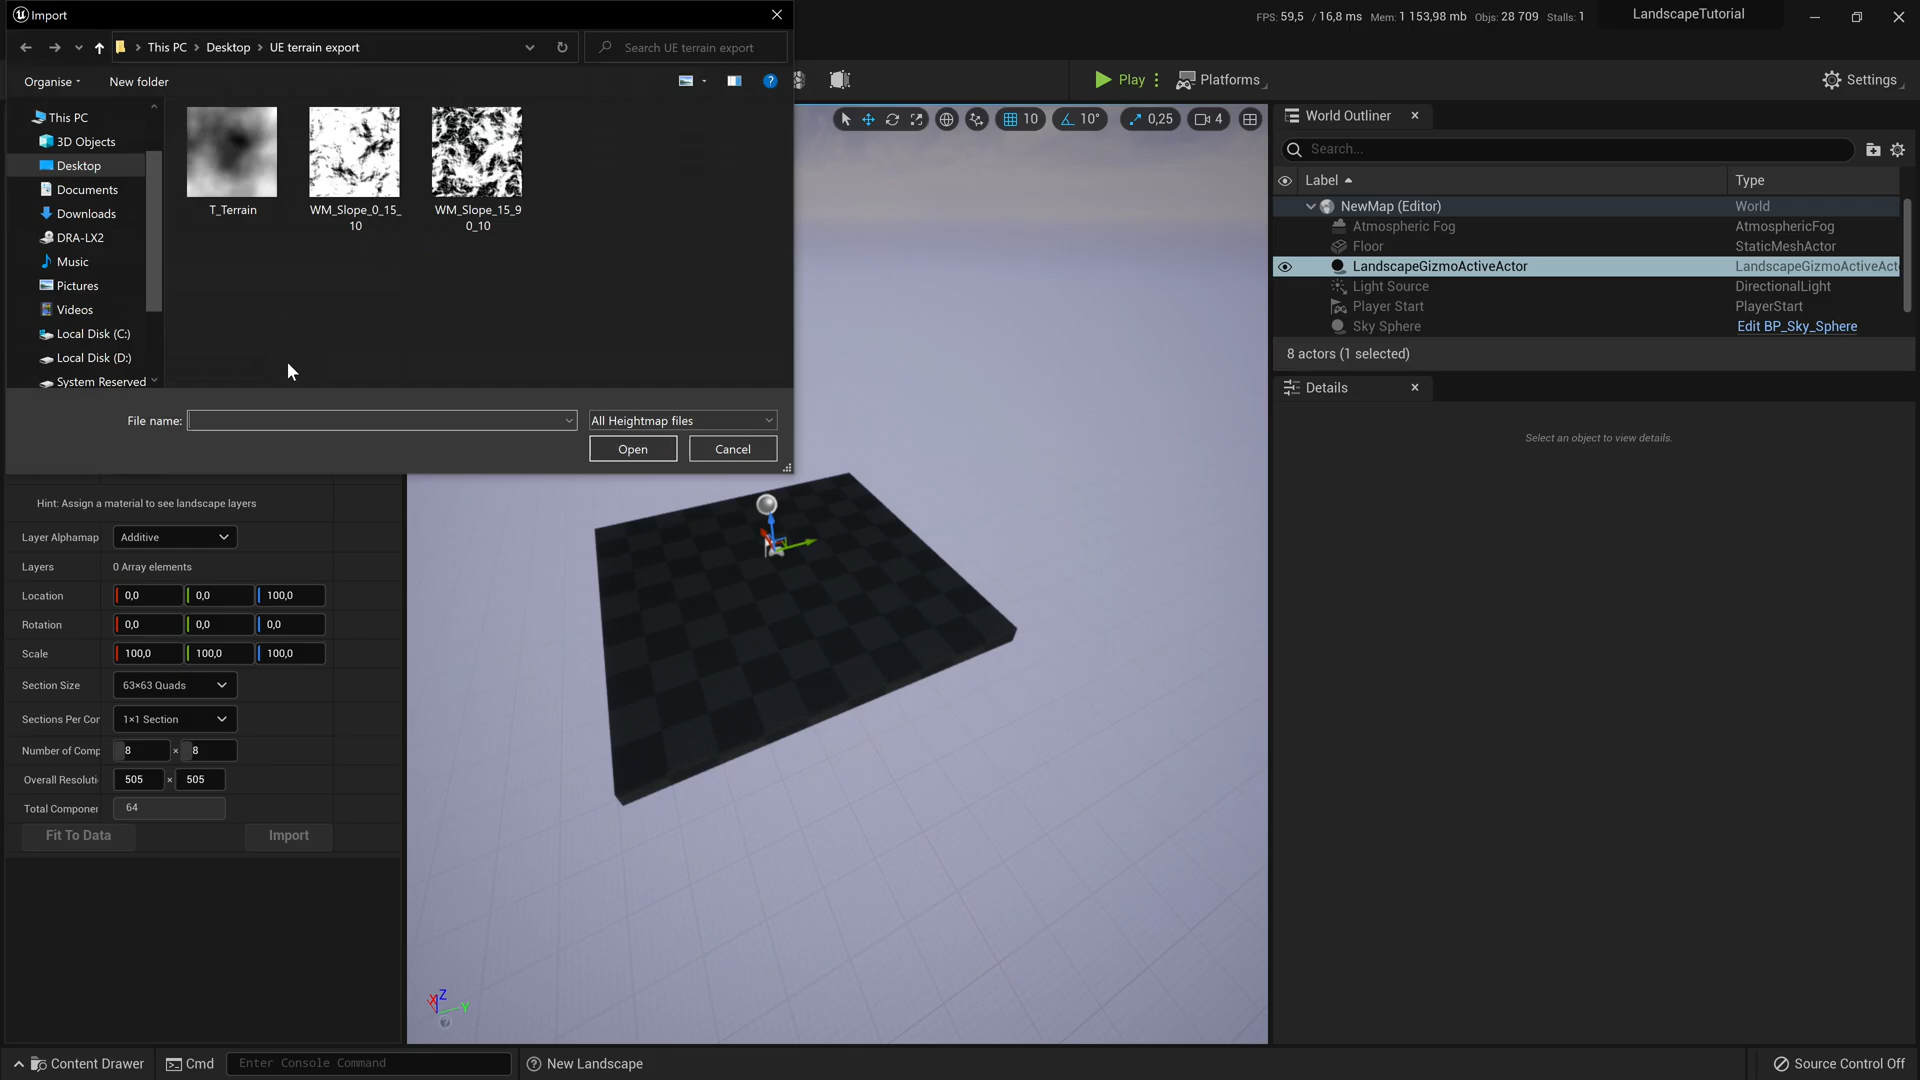 Import
FPS: 59,5 / 16,8 ms Mem: 1 153,98 mb Objs: 28 709 Stalls: 1
LandscapeTutorial
This PC
Desktop
UE terrain export
Search UE terrain export
Organise
New folder
Play
Platforms
Settings
This PC
3D Objects
Desktop
Documents
Downloads
DRA-LX2
Music
Pictures
Videos
Local Disk (C:)
Local Disk (D:)
System Reserved
T_Terrain
WM_Slope_0_15_
10
WM_Slope_15_9
0_10
File name:
All Heightmap files
Open
Cancel
10
10°
0,25
4
World Outliner
Search...
Label
Type
NewMap (Editor)
World
Atmospheric Fog
AtmosphericFog
Floor
StaticMeshActor
LandscapeGizmoActiveActor
LandscapeGizmoActiveAct
Light Source
DirectionalLight
Player Start
PlayerStart
Sky Sphere
Edit BP_Sky_Sphere
8 actors (1 selected)
Details
Select an object to view details.
Hint: Assign a material to see landscape layers
Layer Alphamap
Additive
Layers
0 Array elements
Location
0,0
0,0
100,0
Rotation
0,0
0,0
0,0
Scale
100,0
100,0
100,0
Section Size
63×63 Quads
Sections Per Cor
1×1 Section
Number of Comp
8
×
8
Overall Resoluti
505
×
505
Total Componer
64
Fit To Data
Import
X
Z
Y
Content Drawer
Cmd
Enter Console Command
New Landscape
Source Control Off